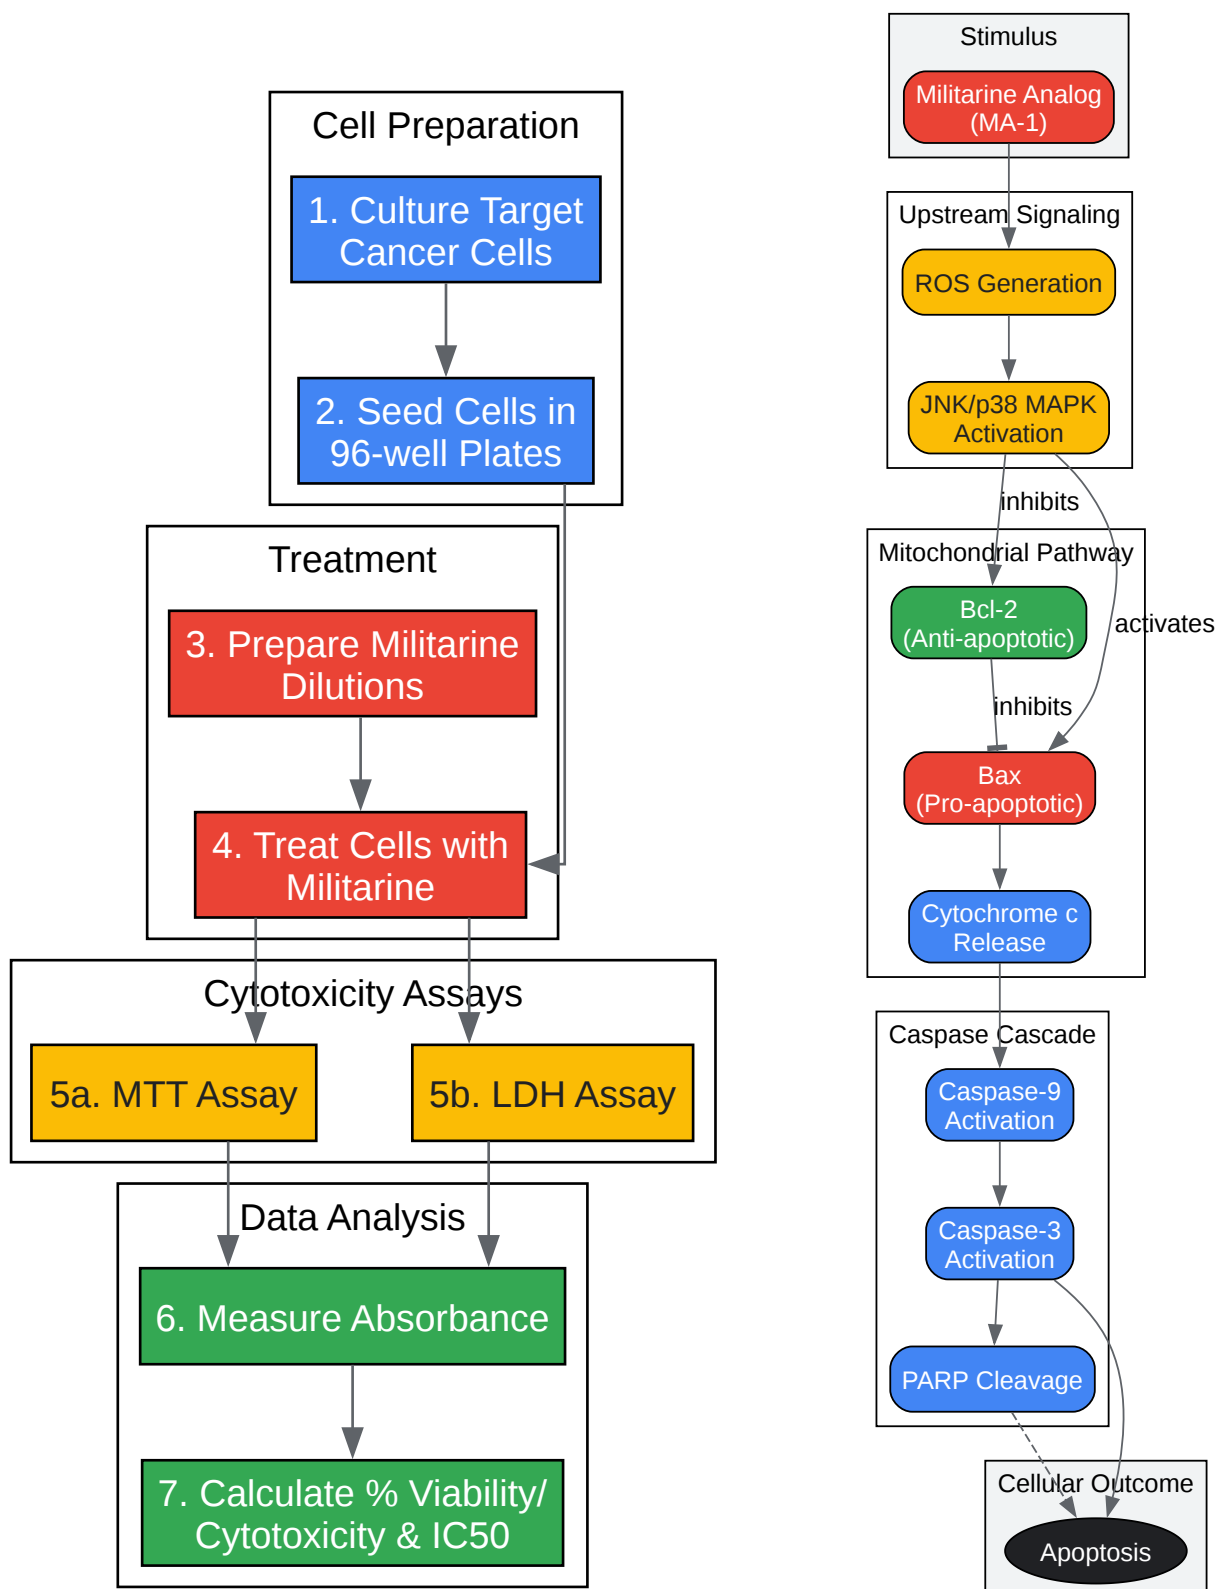 Cell Preparation
1. Culture Target
Cancer Cells
2. Seed Cells in
96-well Plates
Treatment
3. Prepare Militarine
Dilutions
4. Treat Cells with
Militarine
Cytotoxicity Assays
5a. MTT Assay
5b. LDH Assay
Data Analysis
6. Measure Absorbance
7. Calculate % Viability/
Cytotoxicity & IC50
Stimulus
Militarine Analog
(MA-1)
Upstream Signaling
ROS Generation
JNK/p38 MAPK
Activation
inhibits
Mitochondrial Pathway
Bcl-2
(Anti-apoptotic)
activates
inhibits
Bax
(Pro-apoptotic)
Cytochrome c
Release
Caspase Cascade
Caspase-9
Activation
Caspase-3
Activation
PARP Cleavage
Cellular Outcome
Apoptosis